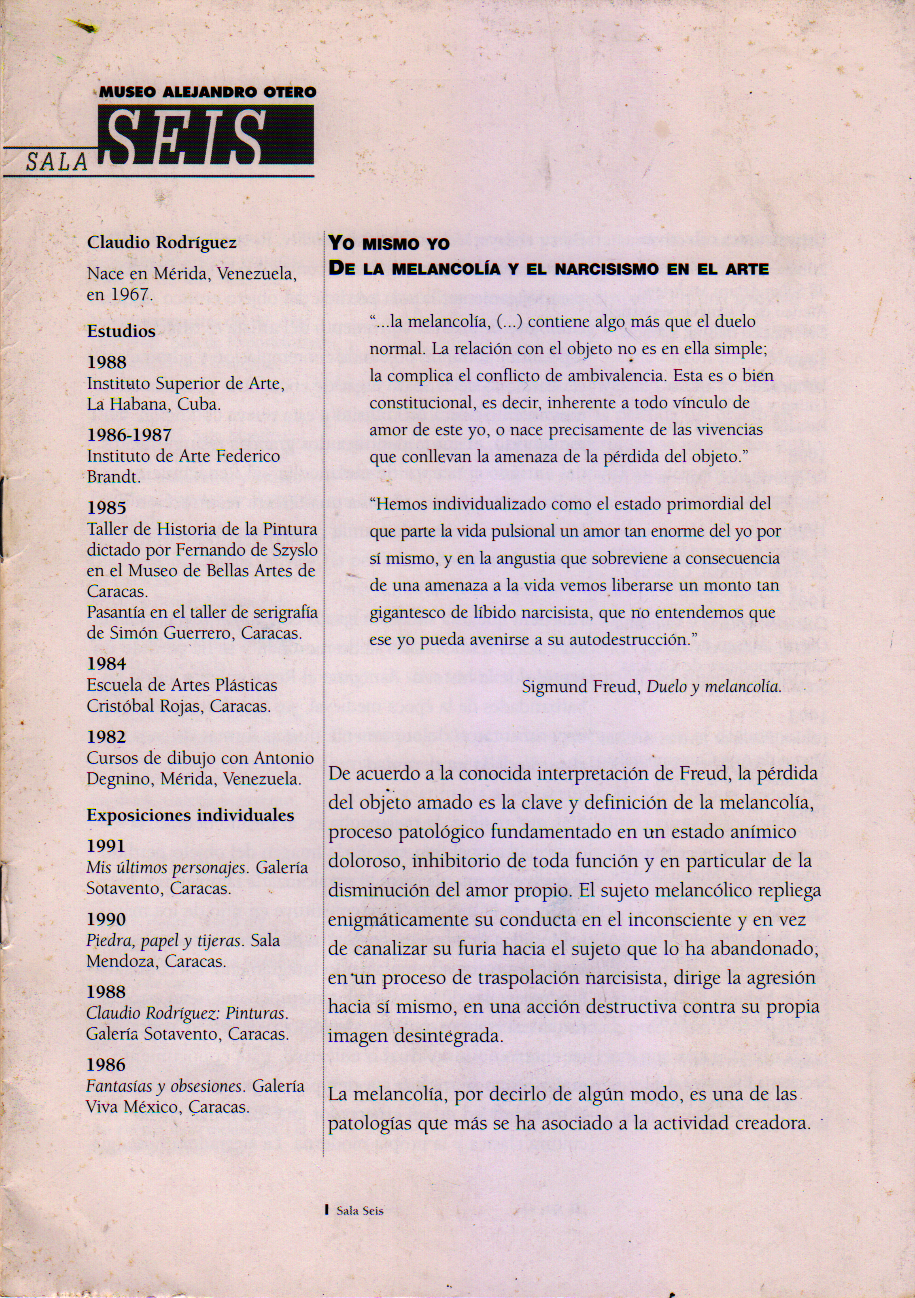 MUSEO ALEJANDRO OTERO
SALA SEIS
Claudio Rodríguez
Nace en Mérida, Venezuela,
en 1967.
Estudios
1988
Instituto Superior de Arte,
La Habana, Cuba.
1986-1987
Instituto de Arte Federico
Brandt.
1985
Taller de Historia de la Pintura
dictado por Fernando de Szyslo
en el Museo de Bellas Artes de
Caracas.
Pasantía en el taller de serigrafía
de Simón Guerrero, Caracas.
1984
Escuela de Artes Plásticas
Cristóbal Rojas, Caracas.
1982
Cursos de dibujo con Antonio
Degnino, Mérida, Venezuela.
Exposiciones individuales
1991
Mis últimos personajes. Galería
Sotavento, Caracas.
1990
Piedra, papel y tijeras. Sala
Mendoza, Caracas.
1988
Claudio Rodríguez: Pinturas.
Galería Sotavento, Caracas.
1986
Fantasías y obsesiones. Galería
Viva México, Caracas.
YO MISMO YO
DE LA MELANCOLÍA Y EL NARCISISMO EN EL ARTE
“...la melancolía, (...) contiene algo más que el duelo
normal. La relación con el objeto no es en ella simple;
la complica el conflicto de ambivalencia. Esta es o bien
constitucional, es decir, inherente a todo vínculo de
amor de este yo, o nace precisamente de las vivencias
que conllevan la amenaza de la pérdida del objeto.”
“Hemos individualizado como el estado primordial del
que parte la vida pulsional un amor tan enorme del yo por
sí mismo, y en la angustia que sobreviene a consecuencia
de una amenaza a la vida vemos liberarse un monto tan
gigantesco de líbido narcisista, que no entendemos que
ese yo pueda avenirse a su autodestrucción.”
Sigmund Freud, Duelo y melancolía.
De acuerdo a la conocida interpretación de Freud, la pérdida
del objeto amado es la clave y definición de la melancolía,
proceso patológico fundamentado en un estado anímico
doloroso, inhibitorio de toda función y en particular de la
disminución del amor propio. El sujeto melancólico repliega
enigmáticamente su conducta en el inconsciente y en vez
de canalizar su furia hacia el sujeto que lo ha abandonado,
en un proceso de traspolación narcisista, dirige la agresión
hacia sí mismo, en una acción destructiva contra su propia
imagen desintegrada.
La melancolía, por decirlo de algún modo, es una de las
patologías que más se ha asociado a la actividad creadora.
Sala Seis